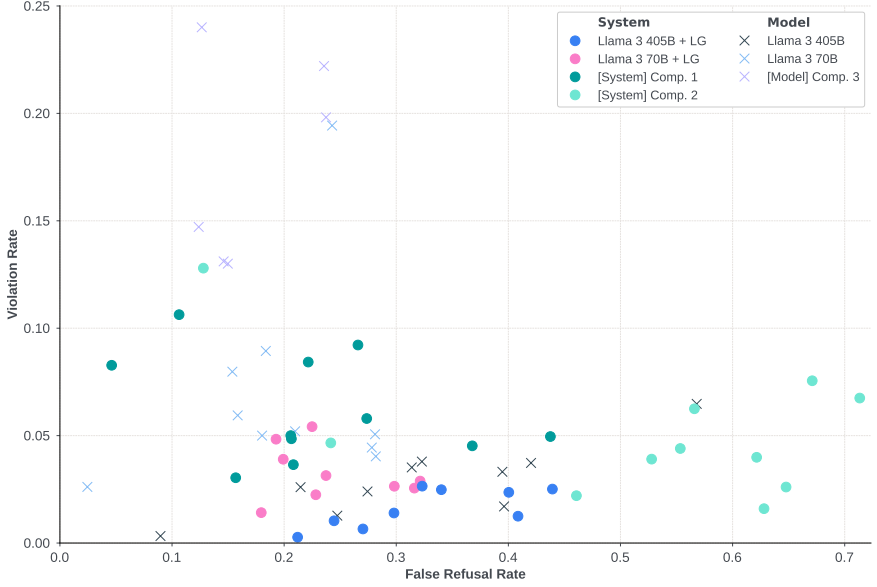 0.25
0.20
0.15
0.10
0.05
0.00
Violation Rate
System
Llama 3 405B + LG
Llama 3 70B + LG
[System] Comp. 1
[System] Comp. 2
Model
Llama 3 405B
Llama 3 70B
[Model] Comp. 3
0.0 0.1 0.2 0.3 0.4 0.5 0.6 0.7
False Refusal Rate